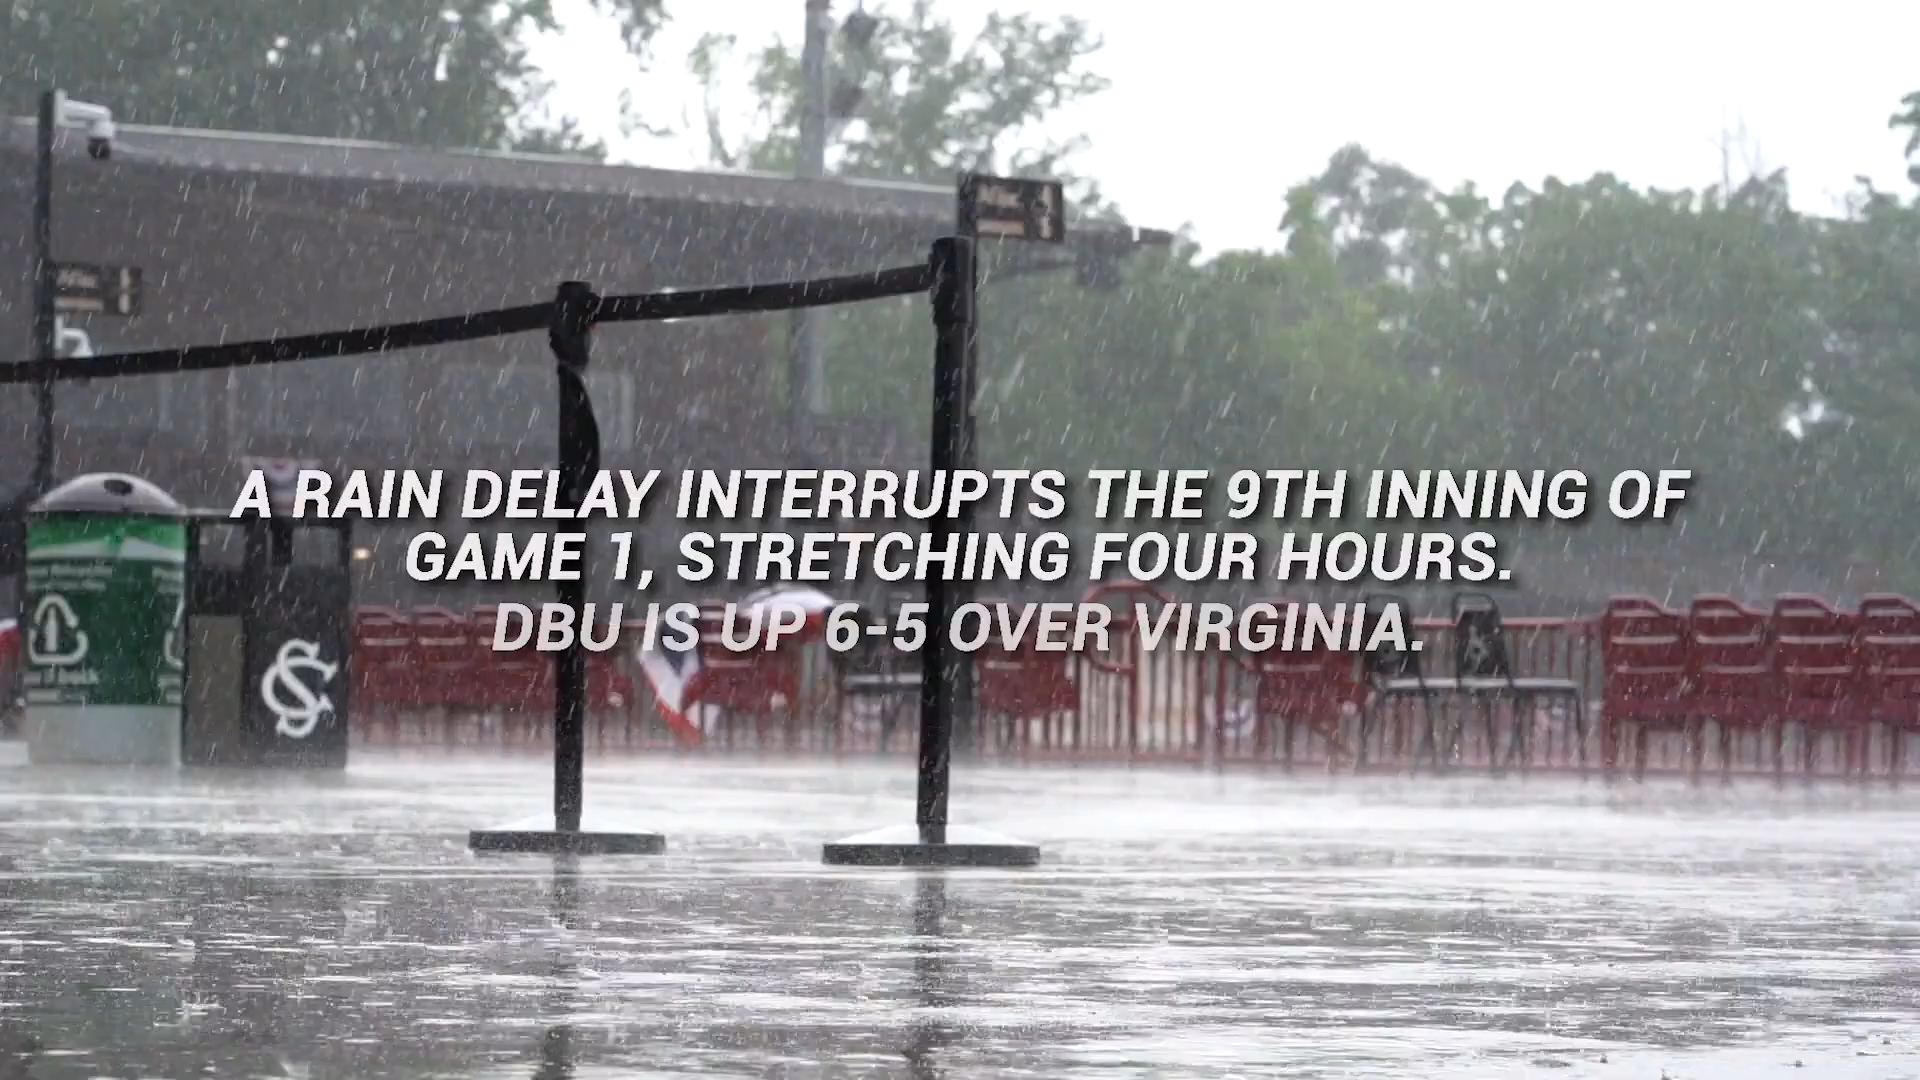 A RAIN DELAY INTERRUPTS THE 9TH INNING OF
GAME 1, STRETCHING FOUR HOURS.
DBU IS UP 6-5 OVER VIRGINIA.
SC